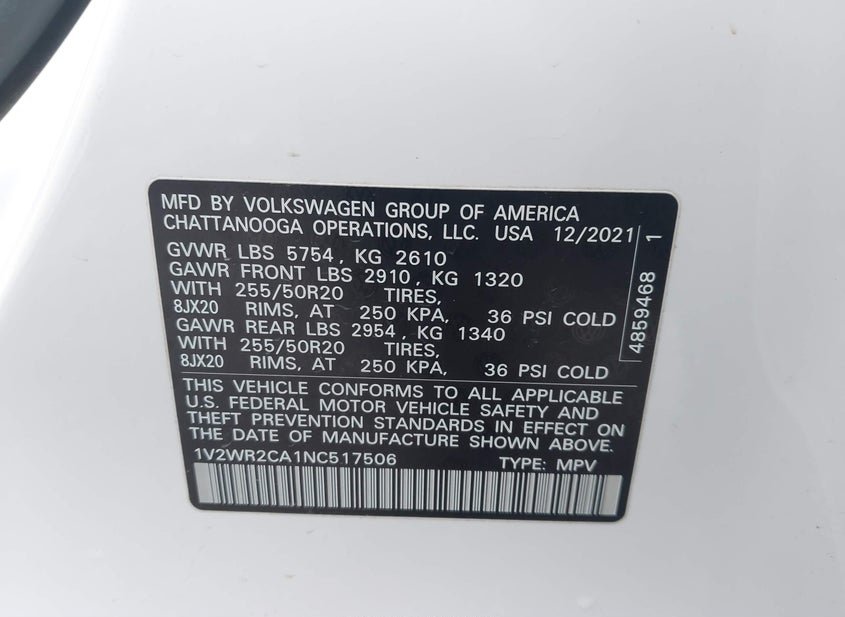 MFD BY VOLKSWAGEN GROUP OF AMERICA
CHATTANOOGA OPERATIONS, LLC. USA 12/2021
GVWR LBS 5754, KG 2610
GAWR FRONT LBS 2910, KG 1320
WITH 255/50R20 TIRES,
8JX20 RIMS, AT 250 KPA, 36 PSI COLD
GAWR REAR LBS 2954, KG 1340
WITH 255/50R20 TIRES,
8JX20 RIMS, AT 250 KPA, 36 PSI COLD
4859468 1
THIS VEHICLE CONFORMS TO ALL APPLICABLE
U.S. FEDERAL MOTOR VEHICLE SAFETY AND
THEFT PREVENTION STANDARDS IN EFFECT ON
THE DATE OF MANUFACTURE SHOWN ABOVE.
1V2WR2CA1NC517506 TYPE: MPV